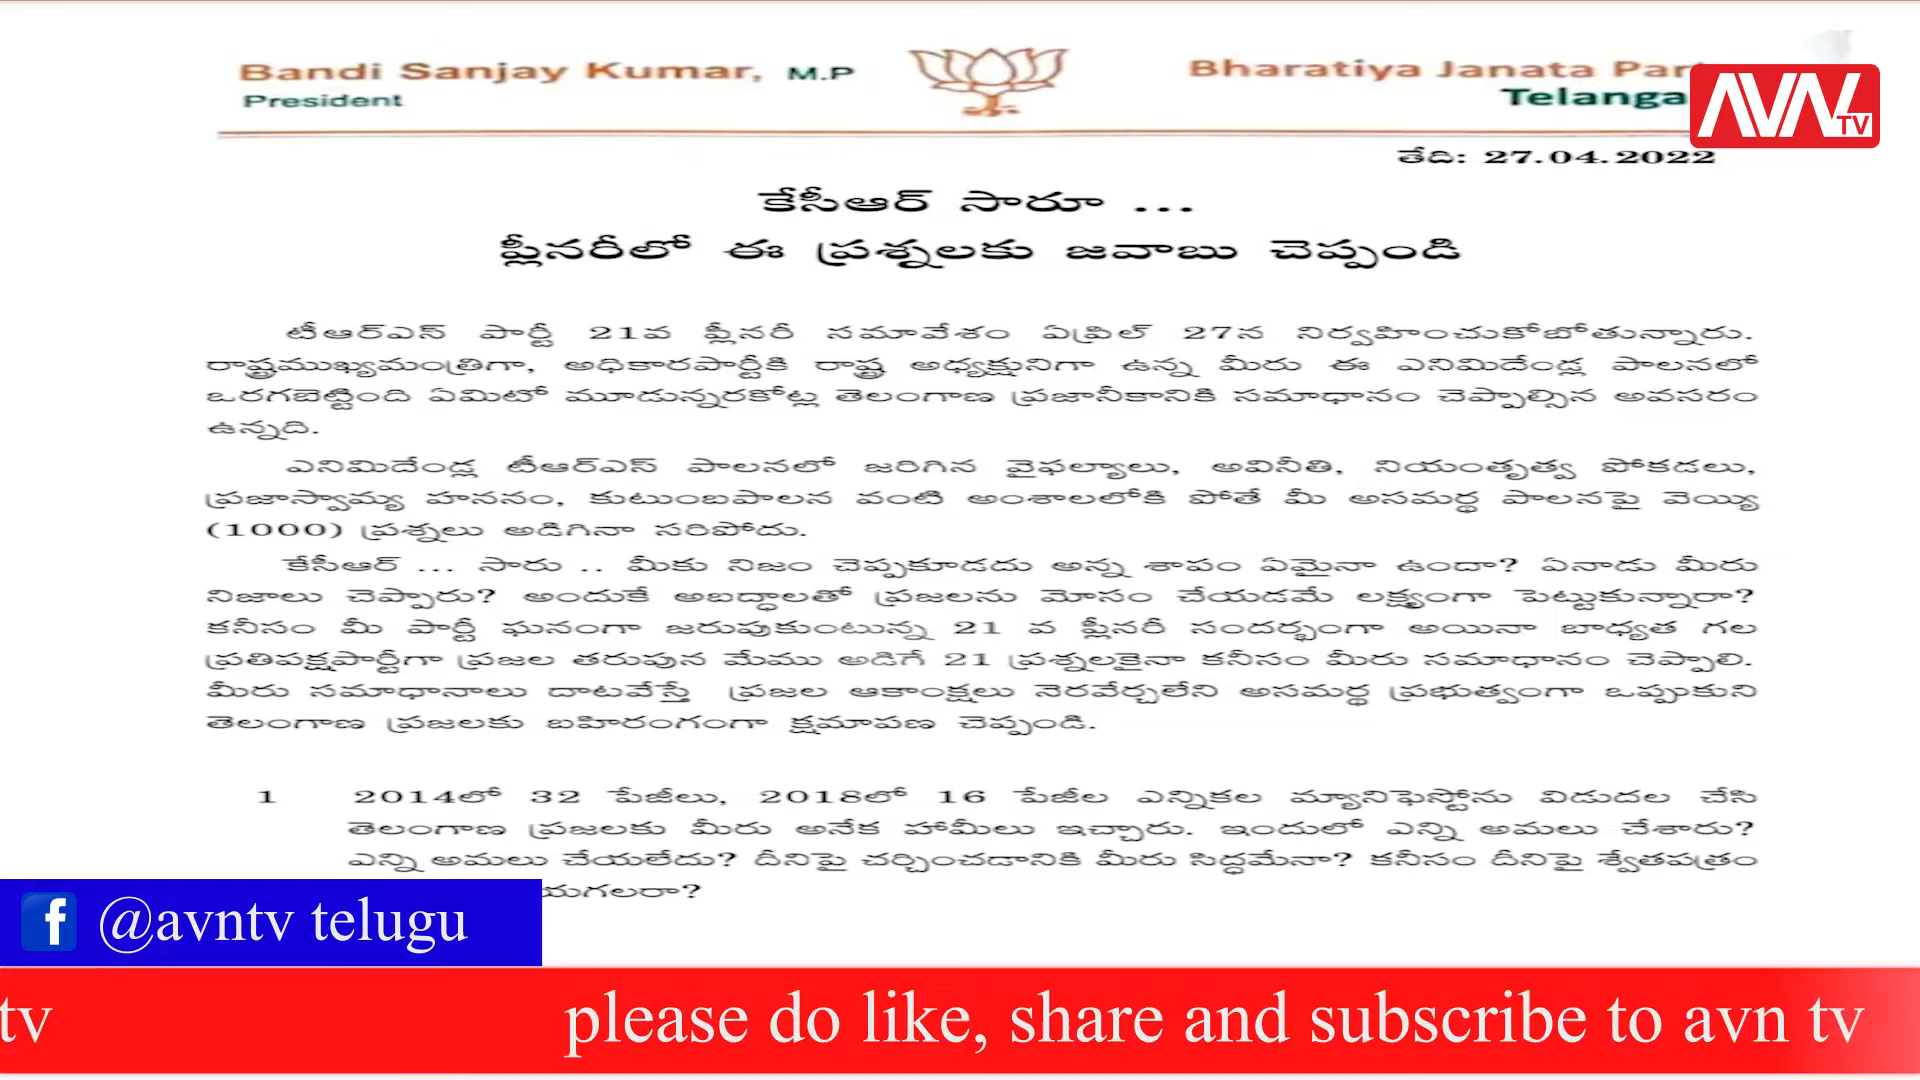 Bandi Sanjay Kumar, M.P
President
Bharatiya Janata
AVN TV
తేది: 27.04.2022
కేసీఆర్ సారూ ...
ప్లీనరీలో ఈ ప్రశ్నలకు జవాబు చెప్పండి
టీఆర్ఎస్ పార్టీ 21వ ప్లీనరీ సమావేశం ఏప్రిల్ 27న నిర్వహించుకోబోతున్నారు.
రాష్ట్రముఖ్యమంత్రిగా, అధికారపార్టీకి రాష్ట్ర అధ్యక్షునిగా ఉన్న మీరు ఈ ఎనిమిదేండ్ల పాలనలో
ఒరగబెట్టింది ఏమిటో మూడున్నరకోట్ల తెలంగాణ ప్రజానీకానికి సమాధానం చెప్పాల్సిన అవసరం
ఉన్నది.
ఎనిమిదేండ్ల టీఆర్ఎస్ పాలనలో జరిగిన వైఫల్యాలు, అవినీతి, నియంతృత్వ పోకడలు,
ప్రజాస్వామ్య హననం, కుటుంబపాలన వంటి అంశాలలోకి పోతే మీ అసమర్థ పాలనపై వెయ్యి
(1000) ప్రశ్నలు అడిగినా సరిపోదు.
కేసీఆర్ ... సారు .. మీకు నిజం చెప్పకూడదు అన్న శాపం ఏమైనా ఉందా? ఏనాడు మీరు
నిజాలు చెప్పారు? అందుకే అబద్ధాలతో ప్రజలను మోసం చేయడమే లక్ష్యంగా పెట్టుకున్నారా?
కనీసం మీ పార్టీ ఘనంగా జరుపుకుంటున్న 21 వ ప్లీనరీ సందర్భంగా అయినా బాధ్యత గల
ప్రతిపక్షపార్టీగా ప్రజల తరుపున మేము అడిగే 21 ప్రశ్నలకైనా కనీసం మీరు సమాధానం చెప్పాలి.
మీరు సమాధానాలు దాటవేస్తే ప్రజల ఆకాంక్షలు నెరవేర్చలేని అసమర్థ ప్రభుత్వంగా ఒప్పుకుని
తెలంగాణ ప్రజలకు బహిరంగంగా క్షమాపణ చెప్పండి.
1 2014లో 32 పేజీలు, 2018లో 16 పేజీల ఎన్నికల మ్యానిఫెస్టోను విడుదల చేసి
తెలంగాణ ప్రజలకు మీరు అనేక హామీలు ఇచ్చారు. ఇందులో ఎన్ని అమలు చేశారు?
ఎన్ని అమలు చేయలేదు? దీనిపై చర్చించడానికి మీరు సిద్ధమేనా? కనీసం దీనిపై శ్వేతపత్రం
యగలరా?
f @avntv telugu
tv please do like, share and subscribe to avn tv